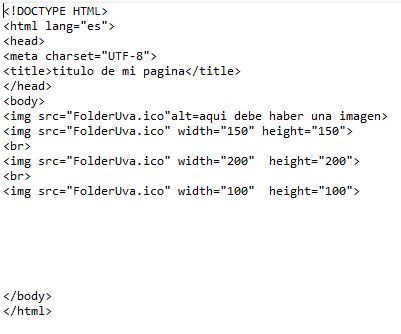 <!DOCTYPE HTML>
<html lang="es">
<head>
<meta charset="UTF-8">
<title>titulo de mi pagina</title>
</head>
<body>
<img src="FolderUva.ico"alt=aqui debe haber una imagen>
<img src="FolderUva.ico" width="150" height="150">
<br>
<img src="FolderUva.ico" width="200"  height="200">
<br>
<img src="FolderUva.ico" width="100"  height="100">
</body>
</html>